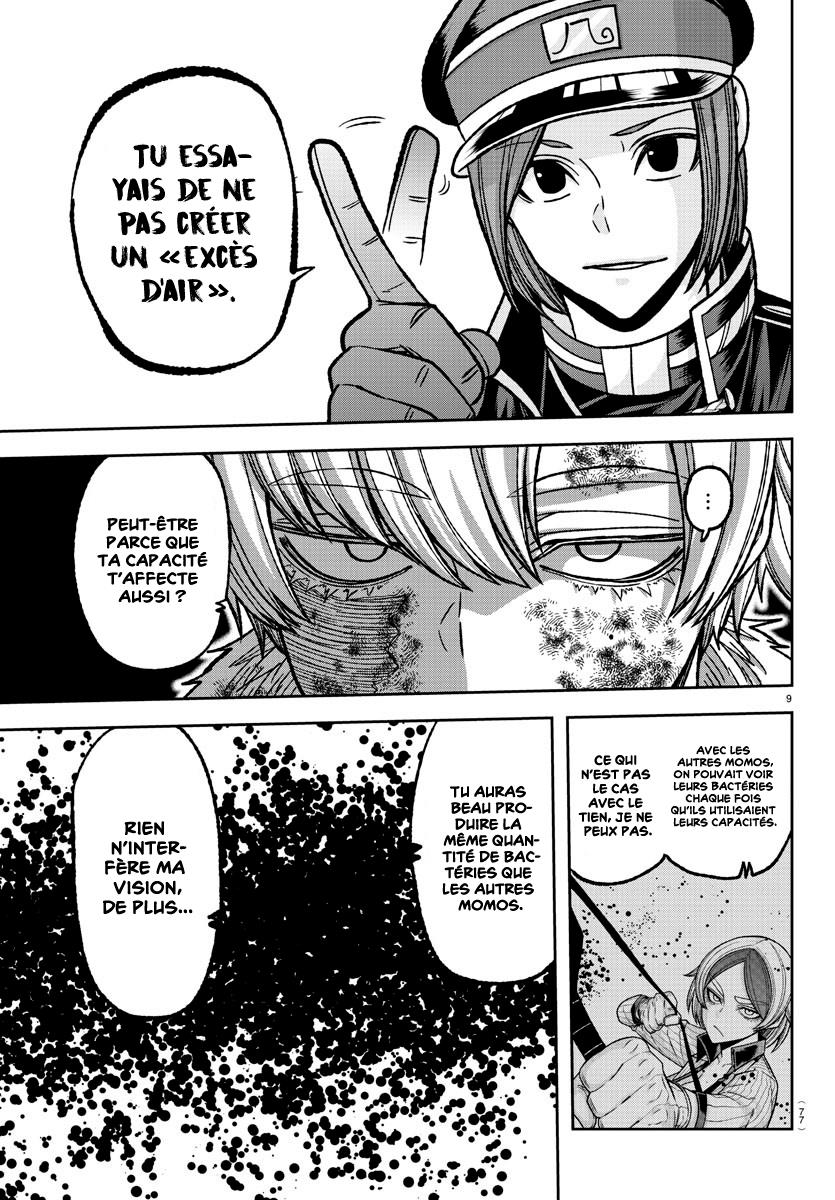 TU ESSA-
YAIS DE NE
PAS CRÉER
UN «EXCÈS
D'AIR».
...
PEUT-ÊTRE
PARCE QUE
TA CAPACITÉ
T'AFFECTE
AUSSI ?
9
AVEC LES
AUTRES MOMOS,
ON POUVAIT VOIR
LEURS BACTÉRIES
CHAQUE FOIS
QU'ILS UTILISAIENT
LEURS CAPACITÉS.
CE QUI
N'EST PAS
LE CAS
AVEC LE
TIEN, JE NE
PEUX PAS.
TU AURAS
BEAU PRO-
DUIRE LA
MÊME QUAN-
TITÉ DE BAC-
TÉRIES QUE
LES AUTRES
MOMOS.
RIEN
N'INTER-
FÈRE MA
VISION,
DE PLUS...
(77)